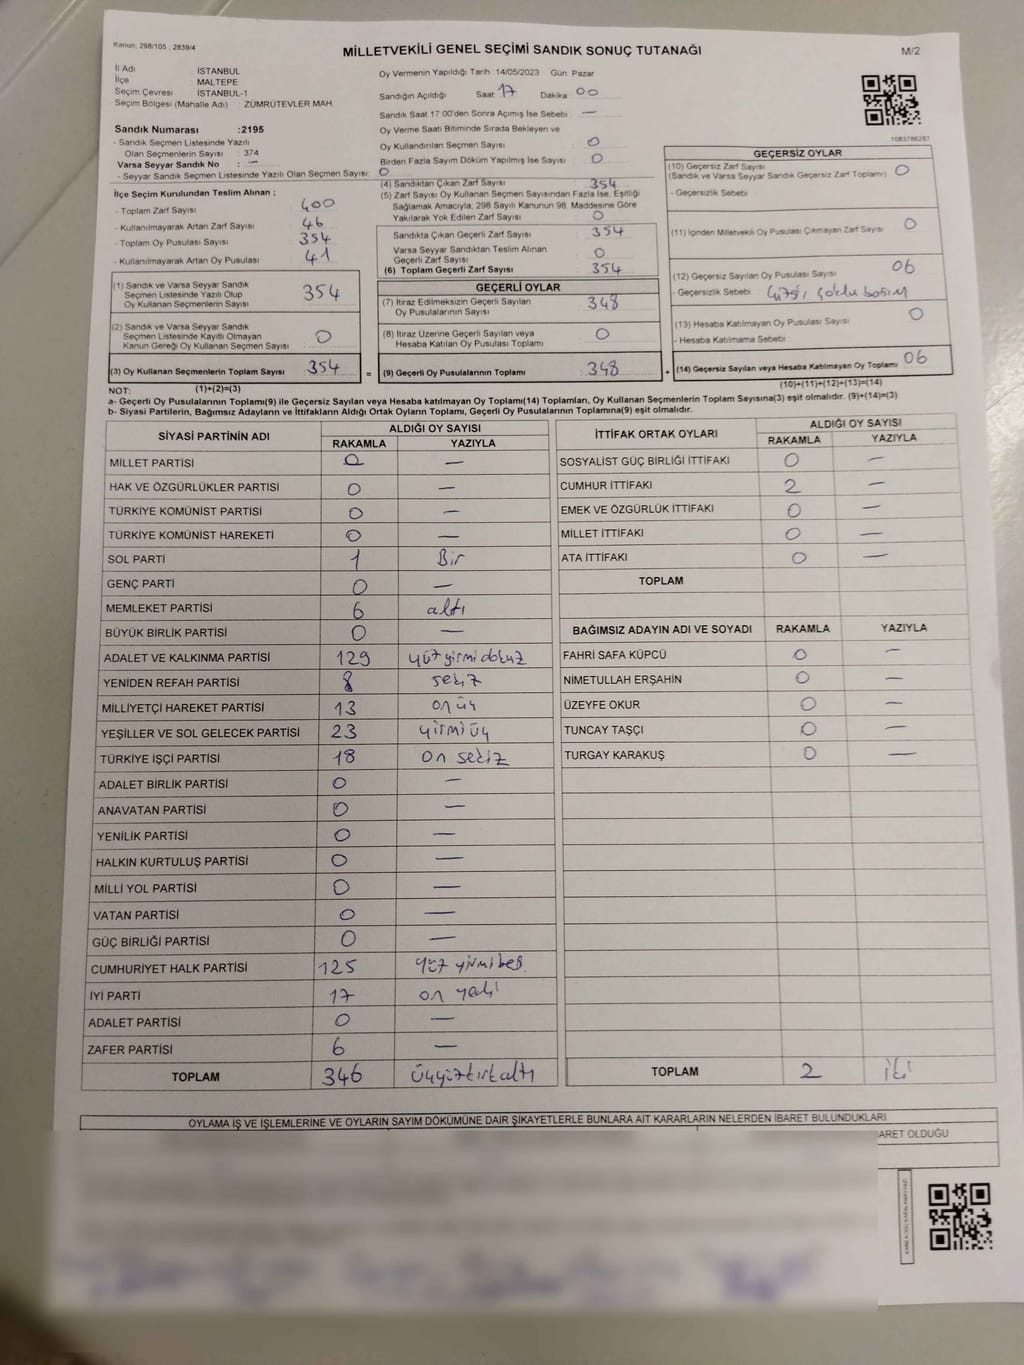 Kanun; 298/105 , 2839/4
MİLLETVEKİLİ GENEL SEÇİMİ SANDIK SONUÇ TUTANAĞI
M/2
İl Adı İSTANBUL
İlçe MALTEPE
Seçim Çevresi İSTANBUL-1
Seçim Bölgesi (Mahalle Adı) : ZÜMRÜTEVLER MAH.
Sandık Numarası :2195
- Sandık Seçmen Listesinde Yazılı
Olan Seçmenlerin Sayısı : 374
Varsa Seyyar Sandık No : —
- Seyyar Sandık Seçmen Listesinde Yazılı Olan Seçmen Sayısı: 0
İlçe Seçim Kurulundan Teslim Alınan ;
- Toplam Zarf Sayısı 400
- Kullanılmayarak Artan Zarf Sayısı 46
- Toplam Oy Pusulası Sayısı 354
- Kullanılmayarak Artan Oy Pusulası 41
(1) Sandık ve Varsa Seyyar Sandık
Seçmen Listesinde Yazılı Olup
Oy Kullanan Seçmenlerin Sayısı 354
(2) Sandık ve Varsa Seyyar Sandık
Seçmen Listesinde Kayıtlı Olmayan
Kanun Gereği Oy Kullanan Seçmen Sayısı 0
(3) Oy Kullanan Seçmenlerin Toplam Sayısı 354
Oy Vermenin Yapıldığı Tarih :14/05/2023 Gün: Pazar
Sandığın Açıldığı Saat 17 Dakika 00
Sandık Saat 17:00'den Sonra Açılmış İse Sebebi : —
Oy Verme Saati Bitiminde Sırada Bekleyen ve
Oy Kullandırılan Seçmen Sayısı 0
Birden Fazla Sayım Döküm Yapılmış İse Sayısı 0
(4) Sandıktan Çıkan Zarf Sayısı 354
(5) Zarf Sayısı Oy Kullanan Seçmen Sayısından Fazla İse, Eşitliği
Sağlamak Amacıyla; 298 Sayılı Kanunun 98. Maddesine Göre
Yakılarak Yok Edilen Zarf Sayısı 0
Sandıkta Çıkan Geçerli Zarf Sayısı 354
Varsa Seyyar Sandıktan Teslim Alınan
Geçerli Zarf Sayısı 0
(6) Toplam Geçerli Zarf Sayısı 354
GEÇERLİ OYLAR
(7) İtiraz Edilmeksizin Geçerli Sayılan
Oy Pusulalarının Sayısı 348
(8) İtiraz Üzerine Geçerli Sayılan veya
Hesaba Katılan Oy Pusulası Toplamı 0
= (9) Geçerli Oy Pusulalarının Toplamı 348
1083786287
GEÇERSİZ OYLAR
(10) Geçersiz Zarf Sayısı
(Sandık ve Varsa Seyyar Sandık Geçersiz Zarf Toplamı) 0
- Geçersizlik Sebebi
(11) İçinden Milletvekili Oy Pusulası Çıkmayan Zarf Sayısı 0
(12) Geçersiz Sayılan Oy Pusulası Sayısı 06
- Geçersizlik Sebebi
(13) Hesaba Katılmayan Oy Pusulası Sayısı 0
- Hesaba Katılmama Sebebi
+ (14) Geçersiz Sayılan veya Hesaba Katılmayan Oy Toplamı 06
NOT: (1)+(2)=(3) (10)+(11)+(12)+(13)=(14)
a- Geçerli Oy Pusulalarının Toplamı(9) ile Geçersiz Sayılan veya Hesaba katılmayan Oy Toplamı(14) Toplamları, Oy Kullanan Seçmenlerin Toplam Sayısına(3) eşit olmalıdır. (9)+(14)=(3)
b- Siyasi Partilerin, Bağımsız Adayların ve İttifakların Aldığı Ortak Oyların Toplamı, Geçerli Oy Pusulalarının Toplamına(9) eşit olmalıdır.
SİYASİ PARTİNİN ADI ALDIĞI OY SAYISI
RAKAMLA YAZIYLA
MİLLET PARTİSİ 0 —
HAK VE ÖZGÜRLÜKLER PARTİSİ 0 —
TÜRKİYE KOMÜNİST PARTİSİ 0 —
TÜRKİYE KOMÜNİST HAREKETİ 0 —
SOL PARTİ 1 Bir
GENÇ PARTİ 0 —
MEMLEKET PARTİSİ 6 altı
BÜYÜK BİRLİK PARTİSİ 0 —
ADALET VE KALKINMA PARTİSİ 129 yüz yirmi dokuz
YENİDEN REFAH PARTİSİ 8 sekiz
MİLLİYETÇİ HAREKET PARTİSİ 13 on üç
YEŞİLLER VE SOL GELECEK PARTİSİ 23 yirmi üç
TÜRKİYE İŞÇİ PARTİSİ 18 on sekiz
ADALET BİRLİK PARTİSİ 0 —
ANAVATAN PARTİSİ 0 —
YENİLİK PARTİSİ 0 —
HALKIN KURTULUŞ PARTİSİ 0 —
MİLLİ YOL PARTİSİ 0 —
VATAN PARTİSİ 0 —
GÜÇ BİRLİĞİ PARTİSİ 0 —
CUMHURİYET HALK PARTİSİ 125 yüz yirmi beş
İYİ PARTİ 17 on yedi
ADALET PARTİSİ 0 —
ZAFER PARTİSİ 6 —
TOPLAM 346 üçyüzkırkaltı
İTTİFAK ORTAK OYLARI ALDIĞI OY SAYISI
RAKAMLA YAZIYLA
SOSYALİST GÜÇ BİRLİĞİ İTTİFAKI 0 —
CUMHUR İTTİFAKI 2 —
EMEK VE ÖZGÜRLÜK İTTİFAKI 0 —
MİLLET İTTİFAKI 0 —
ATA İTTİFAKI 0 —
TOPLAM
BAĞIMSIZ ADAYIN ADI VE SOYADI RAKAMLA YAZIYLA
FAHRİ SAFA KÜPCÜ 0 —
NİMETULLAH ERŞAHİN 0 —
ÜZEYFE OKUR 0 —
TUNCAY TAŞÇI 0 —
TURGAY KARAKUŞ 0 —
TOPLAM 2 iki
OYLAMA İŞ VE İŞLEMLERİNE VE OYLARIN SAYIM DÖKÜMÜNE DAİR ŞİKAYETLERLE BUNLARA AİT KARARLARIN NELERDEN İBARET BULUNDUKLARI
ARET OLDUĞU